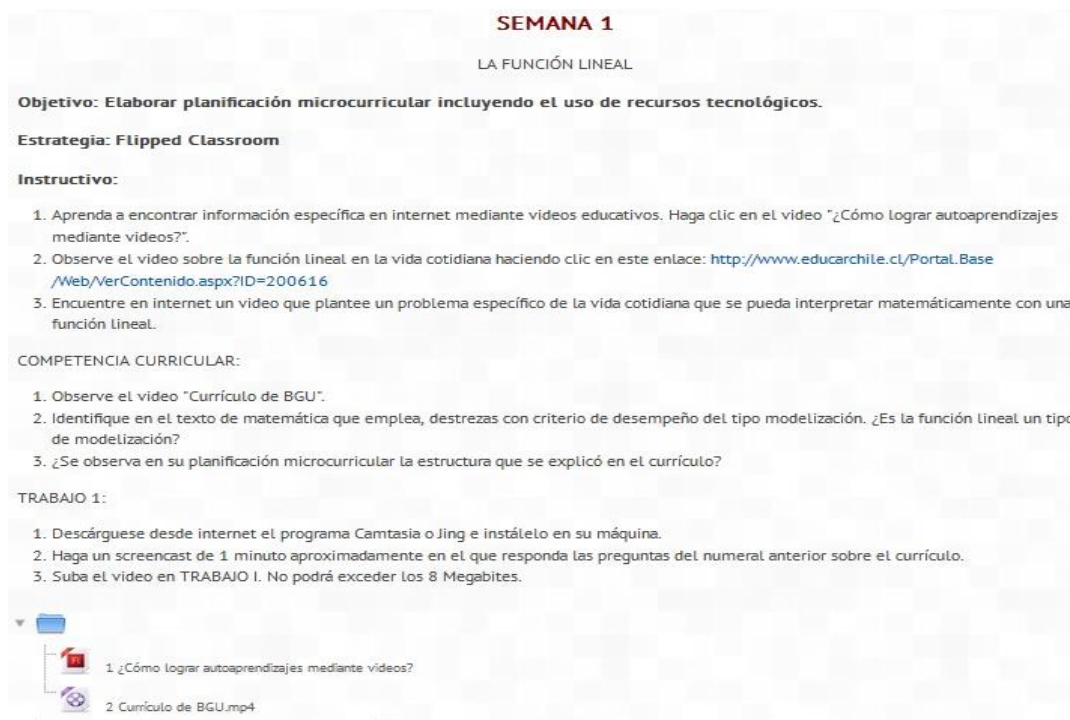 SEMANA 1
LA FUNCIÓN LINEAL
Objetivo: Elaborar planificación microcurricular incluyendo el uso de recursos tecnológicos.
Estrategia: Flipped Classroom
Instructivo:
1. Aprenda a encontrar información específica en internet mediante videos educativos. Haga clic en el video "¿Cómo lograr autoaprendizajes
mediante videos?".
2. Observe el video sobre la función lineal en la vida cotidiana haciendo clic en este enlace: http://www.educarchile.cl/Portal.Base
/Web/VerContenido.aspx?ID=200616
3. Encuentre en internet un video que plantee un problema específico de la vida cotidiana que se pueda interpretar matemáticamente con una
función lineal.
COMPETENCIA CURRICULAR:
1. Observe el video "Currículo de BGU".
2. Identifique en el texto de matemática que emplea, destrezas con criterio de desempeño del tipo modelización. ¿Es la función lineal un tipo
de modelización?
3. ¿Se observa en su planificación microcurricular la estructura que se explicó en el currículo?
TRABAJO 1:
1. Descárguese desde internet el programa Camtasia o Jing e instálelo en su máquina.
2. Haga un screencast de 1 minuto aproximadamente en el que responda las preguntas del numeral anterior sobre el currículo.
3. Suba el video en TRABAJO I. No podrá exceder los 8 Megabites.
1 ¿Cómo lograr autoaprendizajes mediante videos?
2 Currículo de BGU.mp4